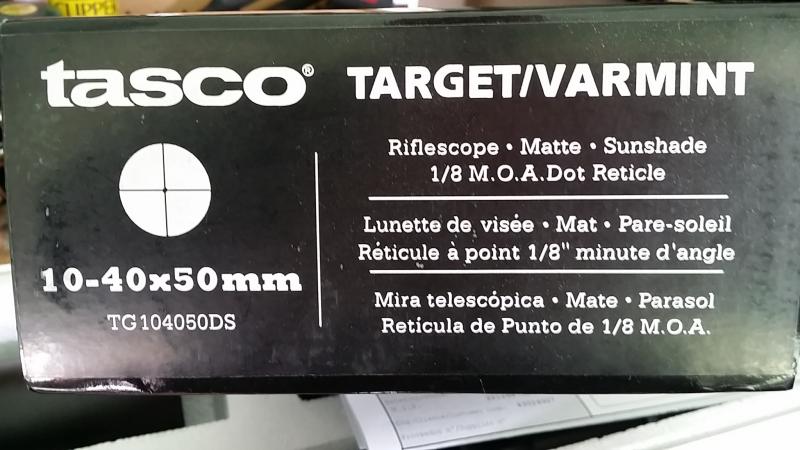 CLIPPER
tasco®
TARGET/VARMINT
10-40x50mm
TG104050DS
Riflescope • Matte • Sunshade
1/8 M.O.A.Dot Reticle
Lunette de visée • Mat • Pare-soleil
Réticule à point 1/8" minute d'angle
Mira telescópica • Mate • Parasol
Retícula de Punto de 1/8 M.O.A.